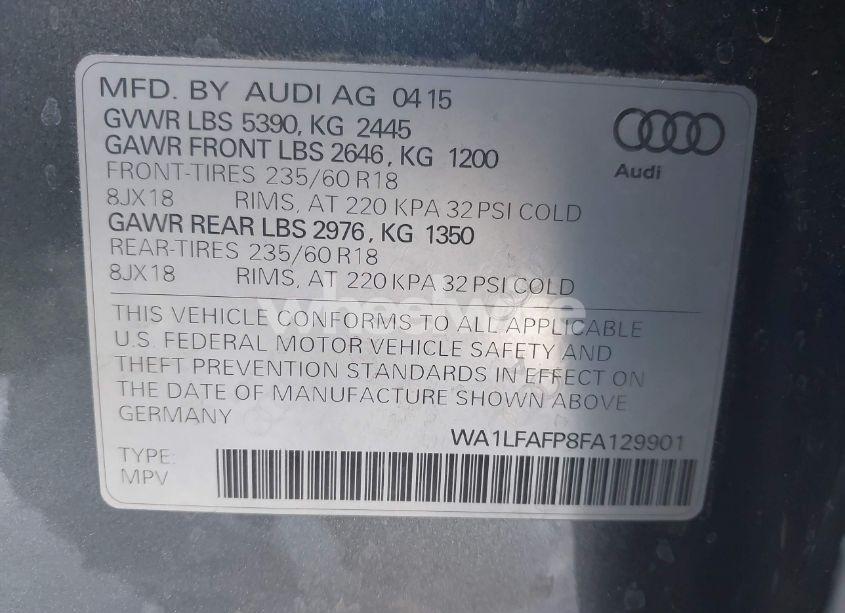 MFD. BY AUDI AG 04 15
GVWR LBS 5390, KG 2445
GAWR FRONT LBS 2646, KG 1200
FRONT-TIRES 235/60 R18
8JX18 RIMS, AT 220 KPA 32 PSI COLD
GAWR REAR LBS 2976, KG 1350
REAR-TIRES 235/60 R18
8JX18 RIMS, AT 220 KPA 32 PSI COLD
Audi
THIS VEHICLE CONFORMS TO ALL APPLICABLE
U.S. FEDERAL MOTOR VEHICLE SAFETY AND
THEFT PREVENTION STANDARDS IN EFFECT ON
THE DATE OF MANUFACTURE SHOWN ABOVE
GERMANY
WA1LFAFP8FA129901
TYPE:
MPV